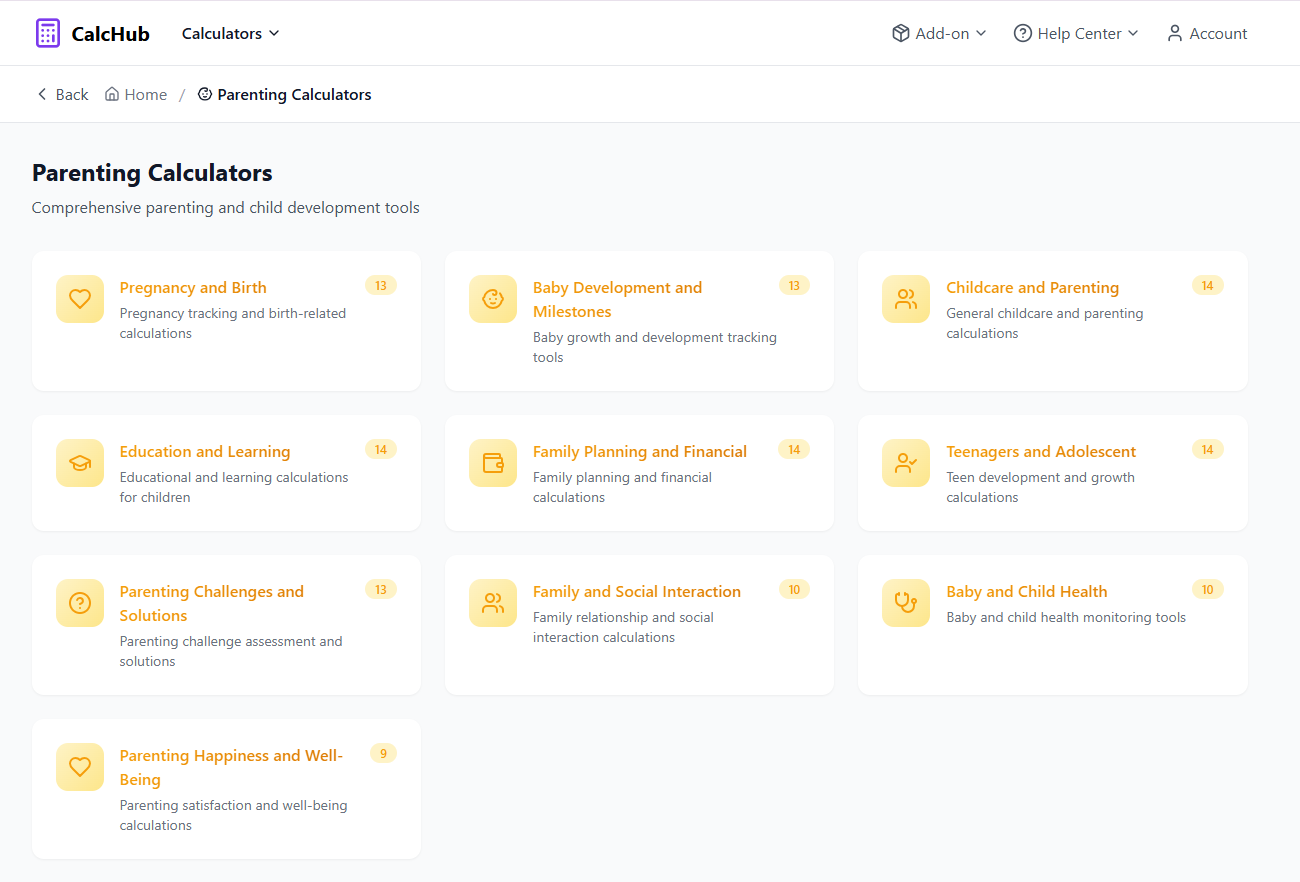 CalcHub
Calculators
Add-on
Help Center
Account
Back
Home
/
Parenting Calculators
Parenting Calculators
Comprehensive parenting and child development tools
Pregnancy and Birth
13
Pregnancy tracking and birth-related
calculations
Baby Development and
Milestones
13
Baby growth and development tracking
tools
Childcare and Parenting
14
General childcare and parenting
calculations
Education and Learning
14
Educational and learning calculations
for children
Family Planning and Financial
14
Family planning and financial
calculations
Teenagers and Adolescent
14
Teen development and growth
calculations
Parenting Challenges and
Solutions
13
Parenting challenge assessment and
solutions
Family and Social Interaction
10
Family relationship and social
interaction calculations
Baby and Child Health
10
Baby and child health monitoring tools
Parenting Happiness and Well-
Being
9
Parenting satisfaction and well-being
calculations